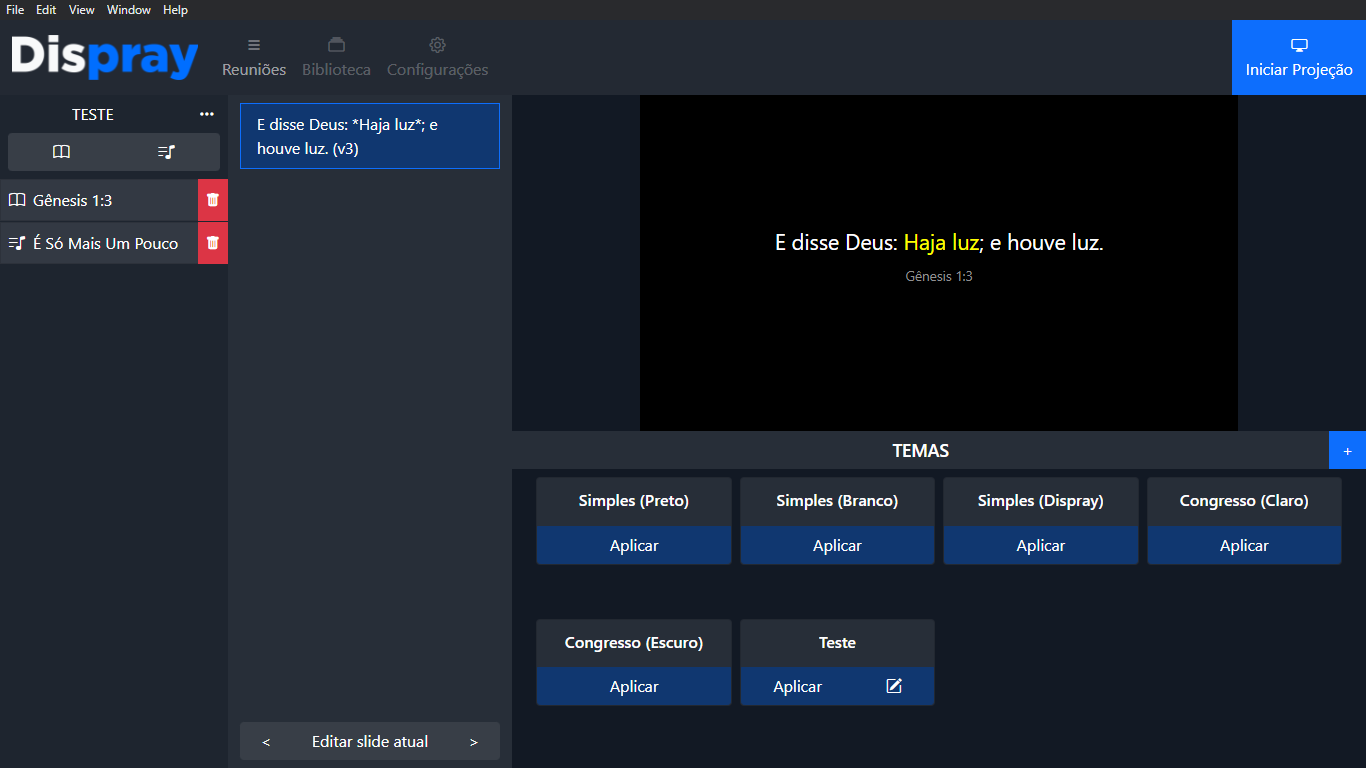 File Edit View Window Help
Dispray
Reuniões Biblioteca Configurações
Iniciar Projeção
TESTE
Gênesis 1:3
É Só Mais Um Pouco
E disse Deus: *Haja luz*; e
houve luz. (v3)
< Editar slide atual >
E disse Deus: Haja luz; e houve luz.
Gênesis 1:3
TEMAS +
Simples (Preto) Simples (Branco) Simples (Dispray) Congresso (Claro)
Aplicar Aplicar Aplicar Aplicar
Congresso (Escuro) Teste
Aplicar Aplicar